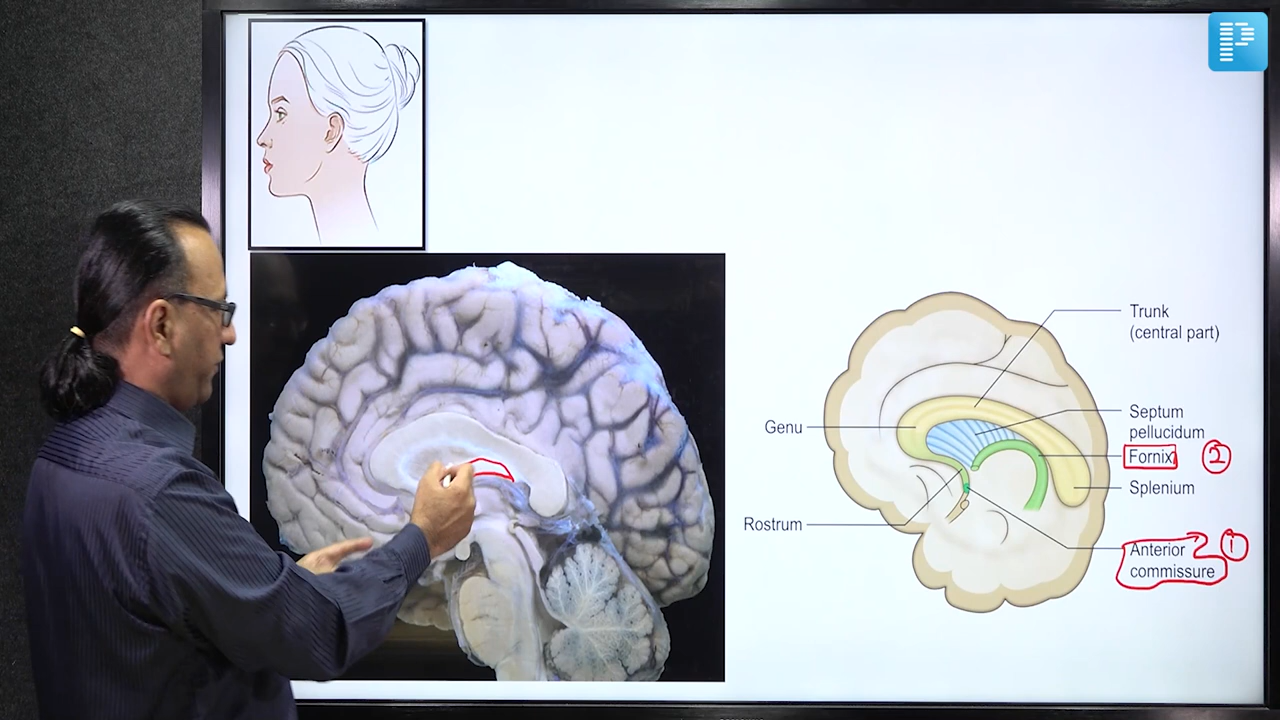 Trunk
(central part)
Septum
pellucidum
Genu
Fornix
2
Splenium
Rostrum
Anterior
commissure
1